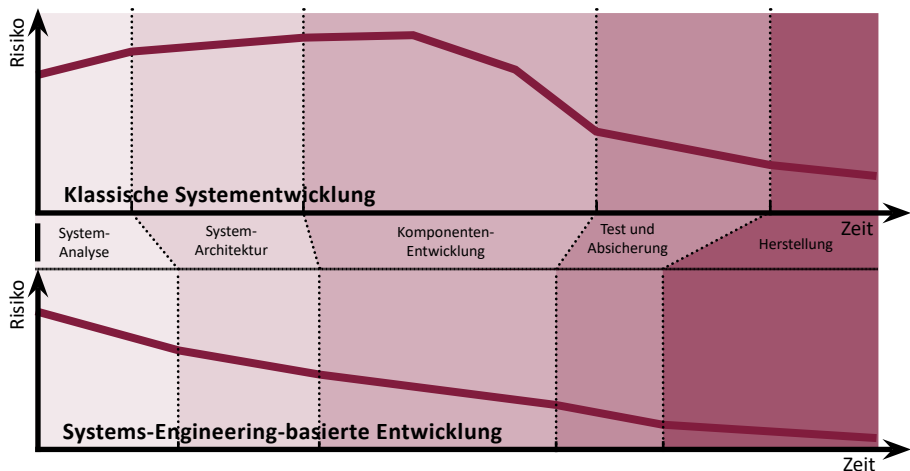 Risiko
Klassische Systementwicklung
Zeit
System-
Analyse
System-
Architektur
Komponenten-
Entwicklung
Test und
Absicherung
Herstellung
Risiko
Systems-Engineering-basierte Entwicklung
Zeit